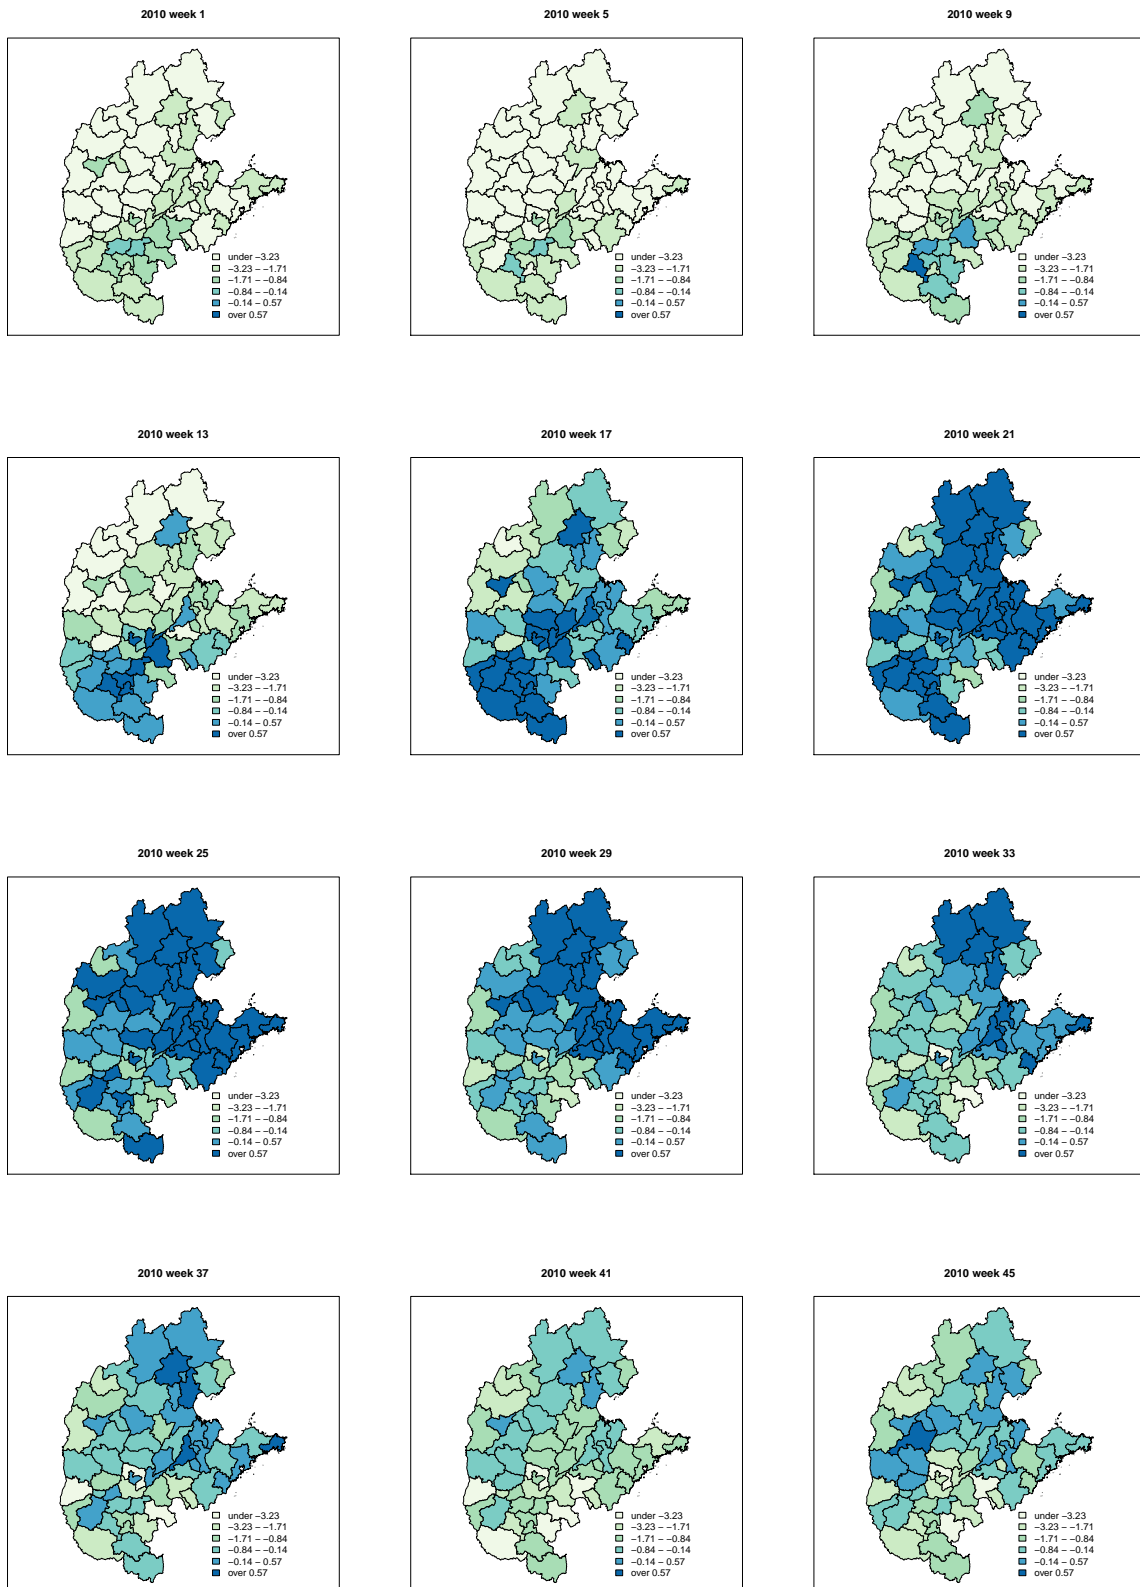 2010 week 1
under −3.23
−3.23 − −1.71
−1.71 − −0.84
−0.84 − −0.14
−0.14 − 0.57
over 0.57
2010 week 5
under −3.23
−3.23 − −1.71
−1.71 − −0.84
−0.84 − −0.14
−0.14 − 0.57
over 0.57
2010 week 9
under −3.23
−3.23 − −1.71
−1.71 − −0.84
−0.84 − −0.14
−0.14 − 0.57
over 0.57
2010 week 13
under −3.23
−3.23 − −1.71
−1.71 − −0.84
−0.84 − −0.14
−0.14 − 0.57
over 0.57
2010 week 17
under −3.23
−3.23 − −1.71
−1.71 − −0.84
−0.84 − −0.14
−0.14 − 0.57
over 0.57
2010 week 21
under −3.23
−3.23 − −1.71
−1.71 − −0.84
−0.84 − −0.14
−0.14 − 0.57
over 0.57
2010 week 25
under −3.23
−3.23 − −1.71
−1.71 − −0.84
−0.84 − −0.14
−0.14 − 0.57
over 0.57
2010 week 29
under −3.23
−3.23 − −1.71
−1.71 − −0.84
−0.84 − −0.14
−0.14 − 0.57
over 0.57
2010 week 33
under −3.23
−3.23 − −1.71
−1.71 − −0.84
−0.84 − −0.14
−0.14 − 0.57
over 0.57
2010 week 37
under −3.23
−3.23 − −1.71
−1.71 − −0.84
−0.84 − −0.14
−0.14 − 0.57
over 0.57
2010 week 41
under −3.23
−3.23 − −1.71
−1.71 − −0.84
−0.84 − −0.14
−0.14 − 0.57
over 0.57
2010 week 45
under −3.23
−3.23 − −1.71
−1.71 − −0.84
−0.84 − −0.14
−0.14 − 0.57
over 0.57